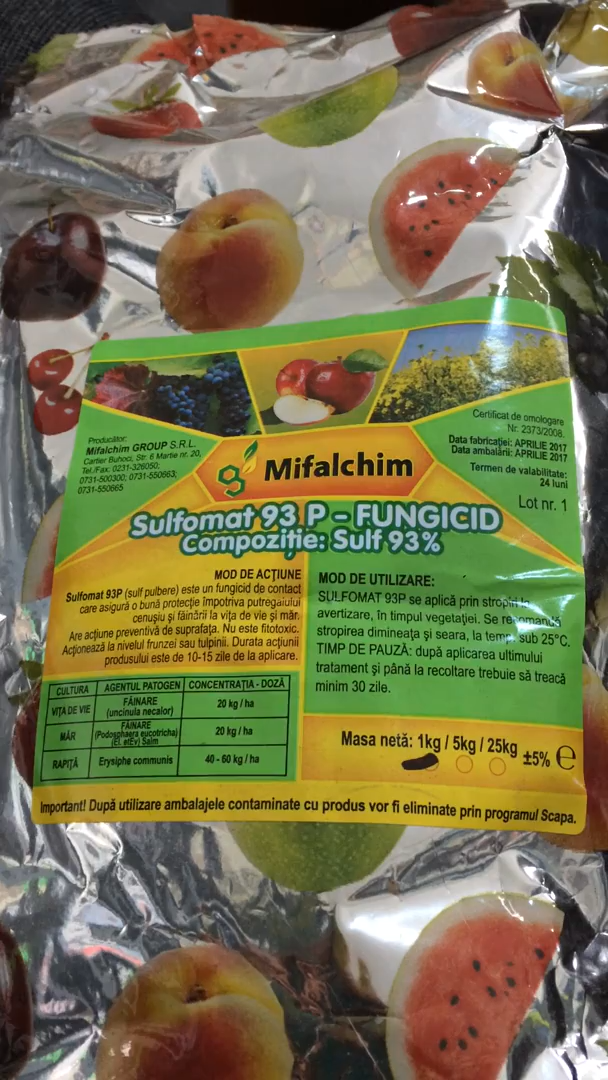 Producător:
Mifalchim GROUP S.R.L.
Cartier Buhoci, Str. 6 Martie nr. 20,
Tel./Fax: 0231-326050;
0731-500300; 0731-550663;
0731-550665
Certificat de omologare
Nr. 2373/2008.
Data fabricației: APRILIE 2017
Data ambalării: APRILIE 2017
Termen de valabilitate:
24 luni
Lot nr. 1
Mifalchim
Sulfomat 93 P - FUNGICID
Compoziție: Sulf 93%
MOD DE ACȚIUNE
Sulfomat 93P (sulf pulbere) este un fungicid de contact
care asigură o bună protecție împotriva putregaiului
cenușiu și făinării la vița de vie și măr.
Are acțiune preventivă de suprafața. Nu este fitotoxic.
Acționează la nivelul frunzei sau tulpinii. Durata acțiunii
produsului este de 10-15 zile de la aplicare.
MOD DE UTILIZARE:
SULFOMAT 93P se aplică prin stropiri la
avertizare, în timpul vegetației. Se recomandă
stropirea dimineața și seara, la temp. sub 25°C.
TIMP DE PAUZĂ: după aplicarea ultimului
tratament și până la recoltare trebuie să treacă
minim 30 zile.
CULTURA AGENTUL PATOGEN CONCENTRAȚIA - DOZĂ
VIȚA DE VIE FĂINARE (uncinula necalor) 20 kg / ha
MĂR FĂINARE (Podosphaera eucotricha) (El. etEv) Salm 20 kg / ha
RAPIȚĂ Erysiphe communis 40 - 60 kg / ha
Masa netă: 1kg / 5kg / 25kg ±5% e
Important! După utilizare ambalajele contaminate cu produs vor fi eliminate prin programul Scapa.